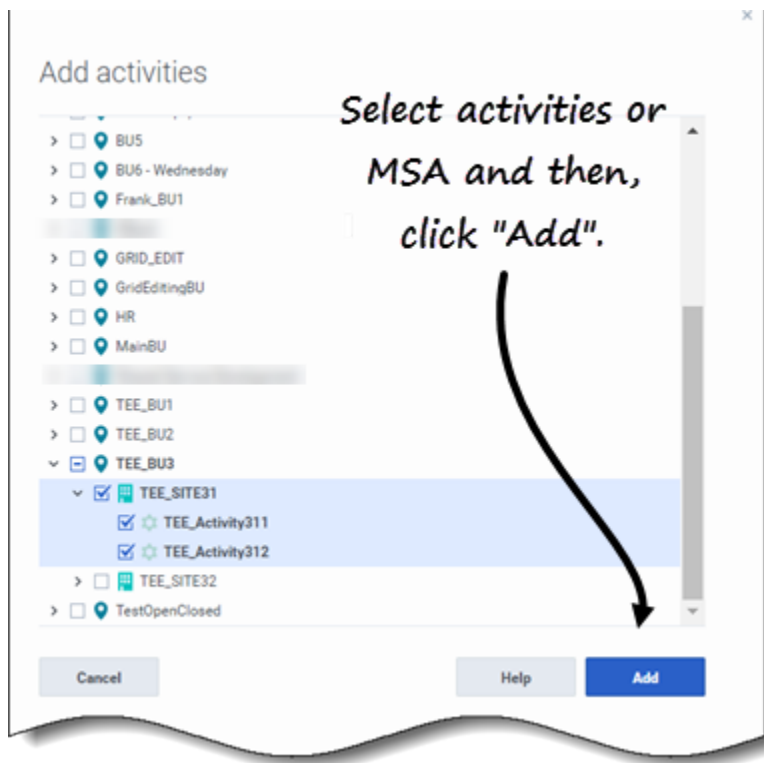 Add activities
Select activities or
MSA and then,
click "Add".
BU5
BU6 - Wednesday
Frank_BU1
GRID_EDIT
GridEditingBU
HR
MainBU
TEE_BU1
TEE_BU2
TEE_BU3
TEE_SITE31
TEE_Activity311
TEE_Activity312
TEE_SITE32
TestOpenClosed
Cancel
Help
Add